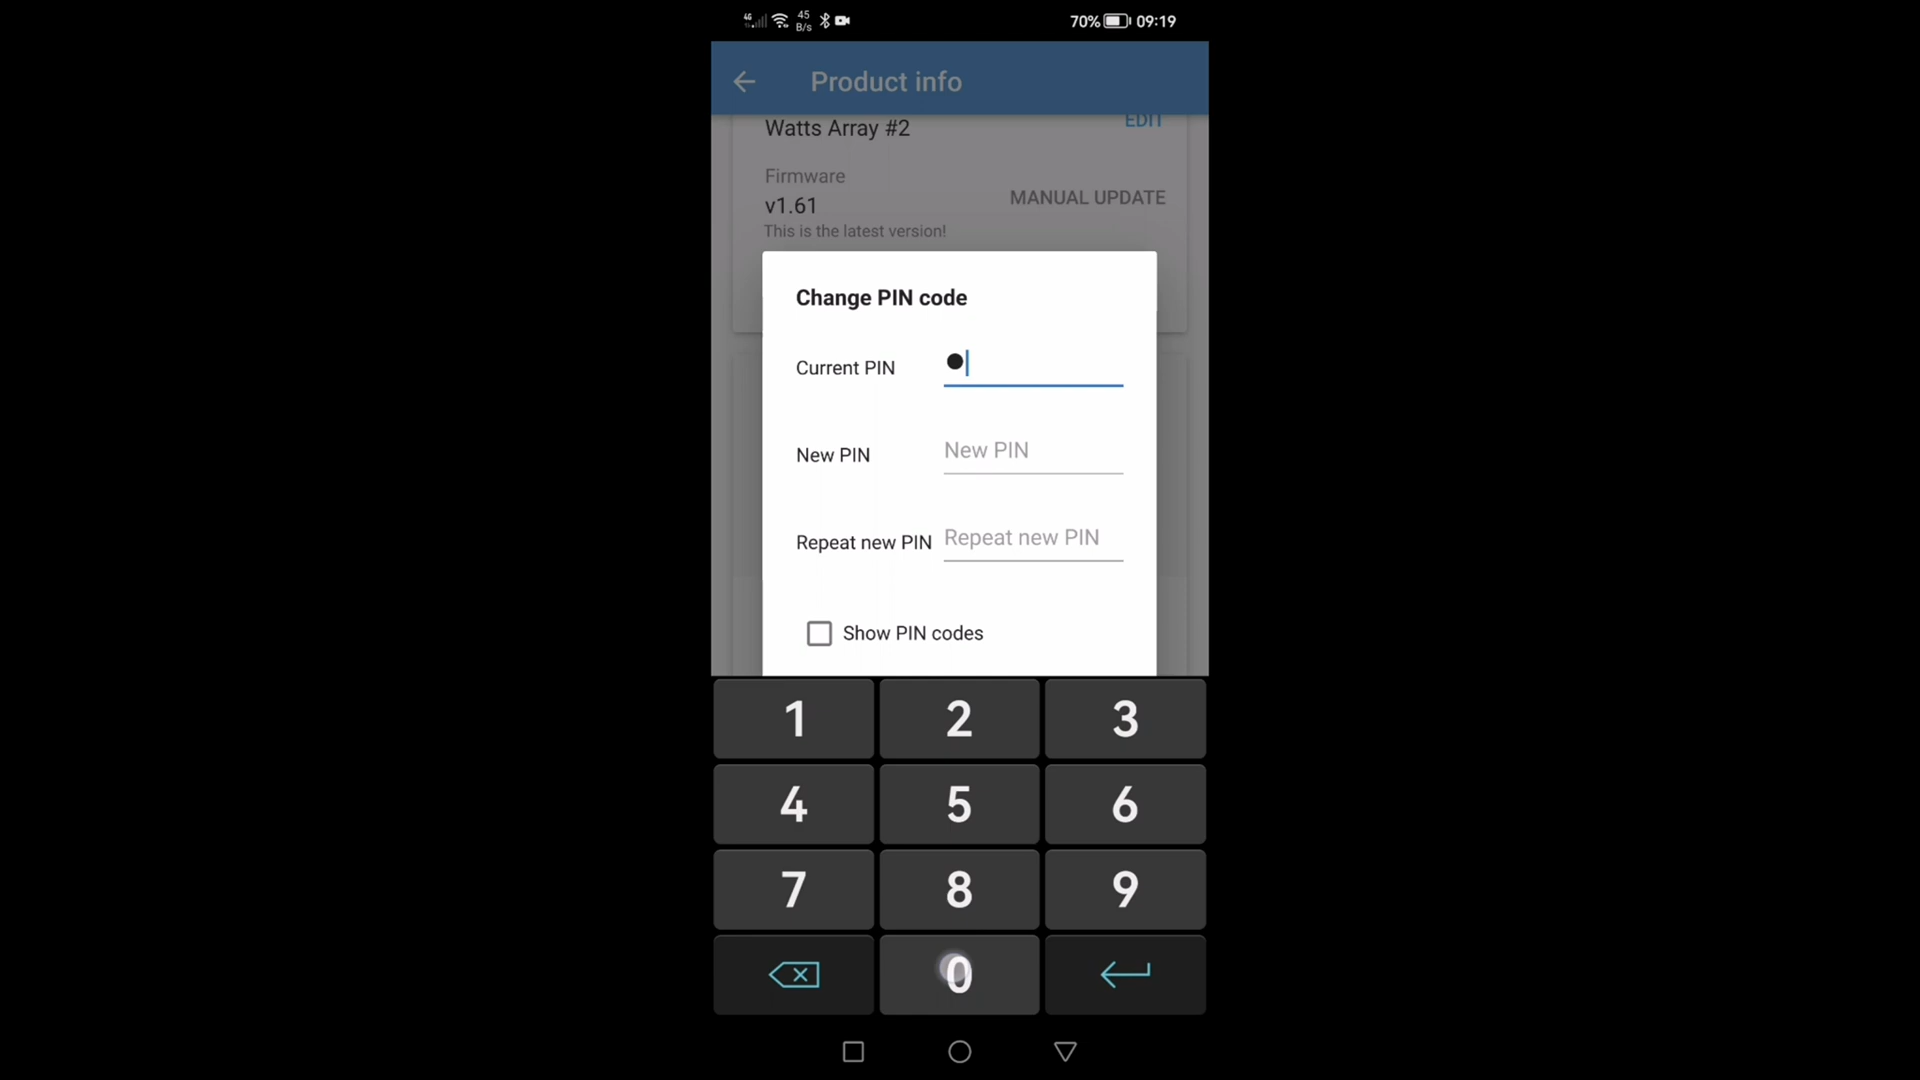 4G 45 B/s 70% 09:19
Product info
Watts Array #2 EDIT
Firmware
v1.61 MANUAL UPDATE
This is the latest version!
Change PIN code
Current PIN
New PIN New PIN
Repeat new PIN Repeat new PIN
Show PIN codes
1 2 3
4 5 6
7 8 9
0